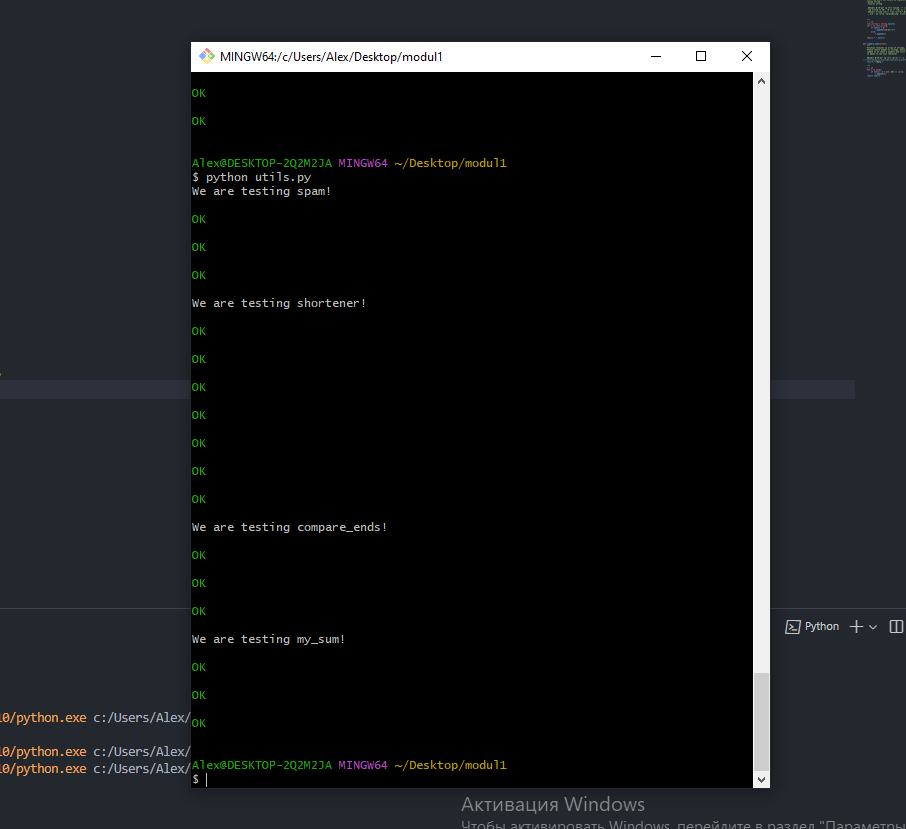 MINGW64:/c/Users/Alex/Desktop/modul1
OK
OK
Alex@DESKTOP-2Q2M2JA MINGW64 ~/Desktop/modul1
$ python utils.py
We are testing spam!
OK
OK
OK
We are testing shortener!
OK
OK
OK
OK
OK
OK
OK
We are testing compare_ends!
OK
OK
OK
We are testing my_sum!
OK
OK
OK
Alex@DESKTOP-2Q2M2JA MINGW64 ~/Desktop/modul1
$
Python
10/python.exe c:/Users/Alex/
10/python.exe c:/Users/Alex/
10/python.exe c:/Users/Alex/
Активация Windows
Чтобы активировать Windows, перейдите в раздел "Параметры